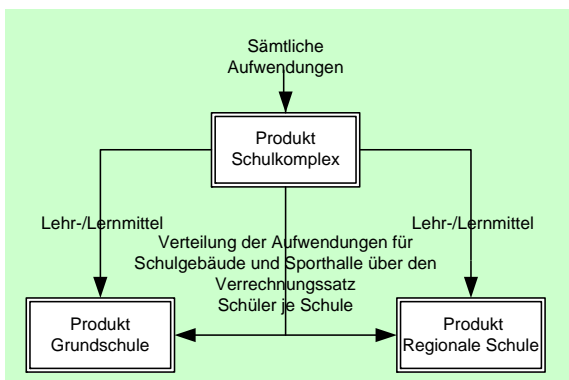 Sämtliche
Aufwendungen
Produkt
Schulkomplex
Lehr-/Lernmittel
Lehr-/Lernmittel
Verteilung der Aufwendungen für
Schulgebäude und Sporthalle über den
Verrechnungssatz
Schüler je Schule
Produkt
Grundschule
Produkt
Regionale Schule